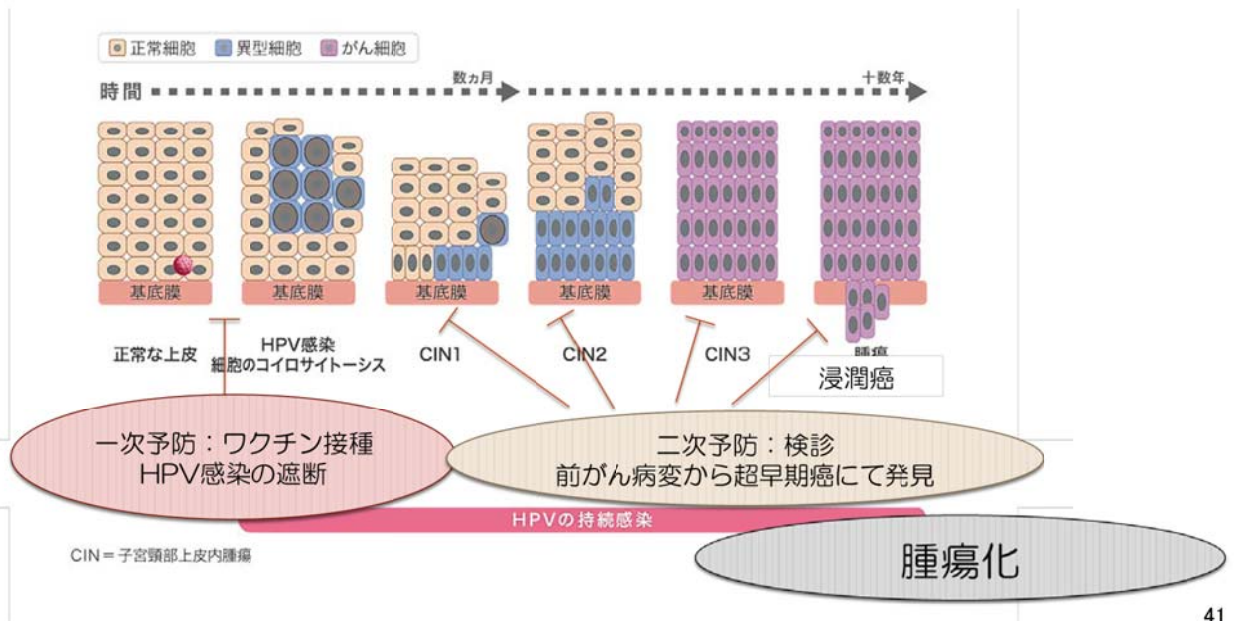 正常細胞 異型細胞 がん細胞
時間 数ヵ月 十数年
基底膜 基底膜 基底膜 基底膜 基底膜
正常な上皮 HPV感染 CIN1 CIN2 CIN3 腫瘍
細胞のコイロサイトーシス
浸潤癌
一次予防：ワクチン接種
HPV感染の遮断
二次予防：検診
前がん病変から超早期癌にて発見
HPVの持続感染
CIN＝子宮頸部上皮内腫瘍
腫瘍化
41